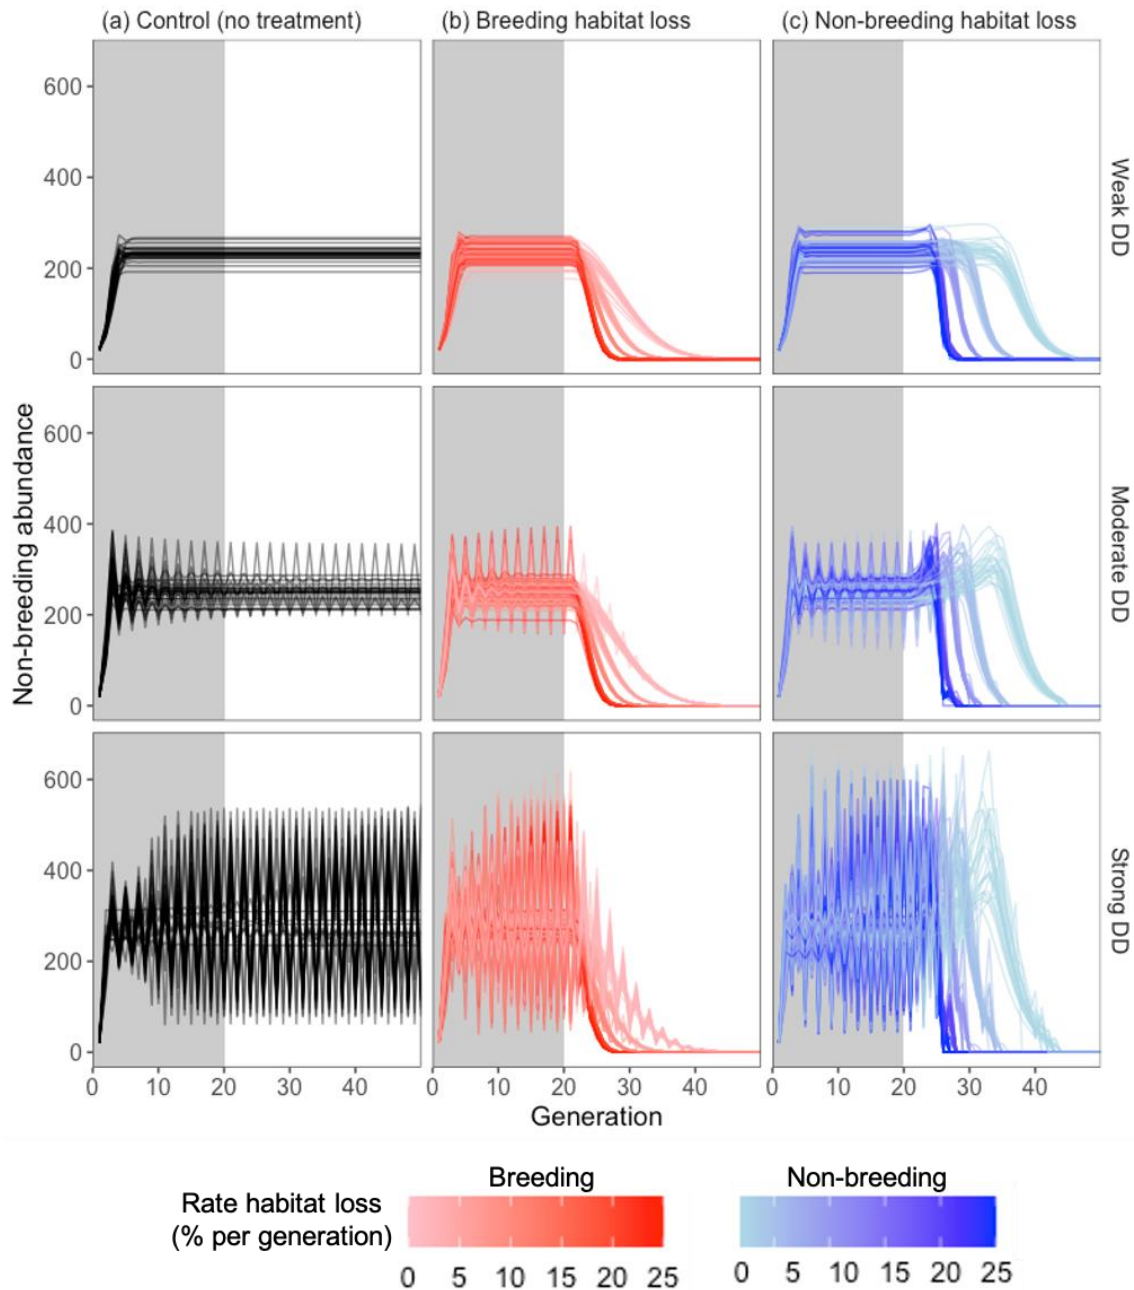 (a) Control (no treatment) (b) Breeding habitat loss (c) Non-breeding habitat loss
600
400
200
0
Weak DD
600
400
200
0
Moderate DD
Non-breeding abundance
600
400
200
0
Strong DD
0 10 20 30 40 0 10 20 30 40 0 10 20 30 40
Generation
Breeding Non-breeding
Rate habitat loss
(% per generation)
0 5 10 15 20 25 0 5 10 15 20 25